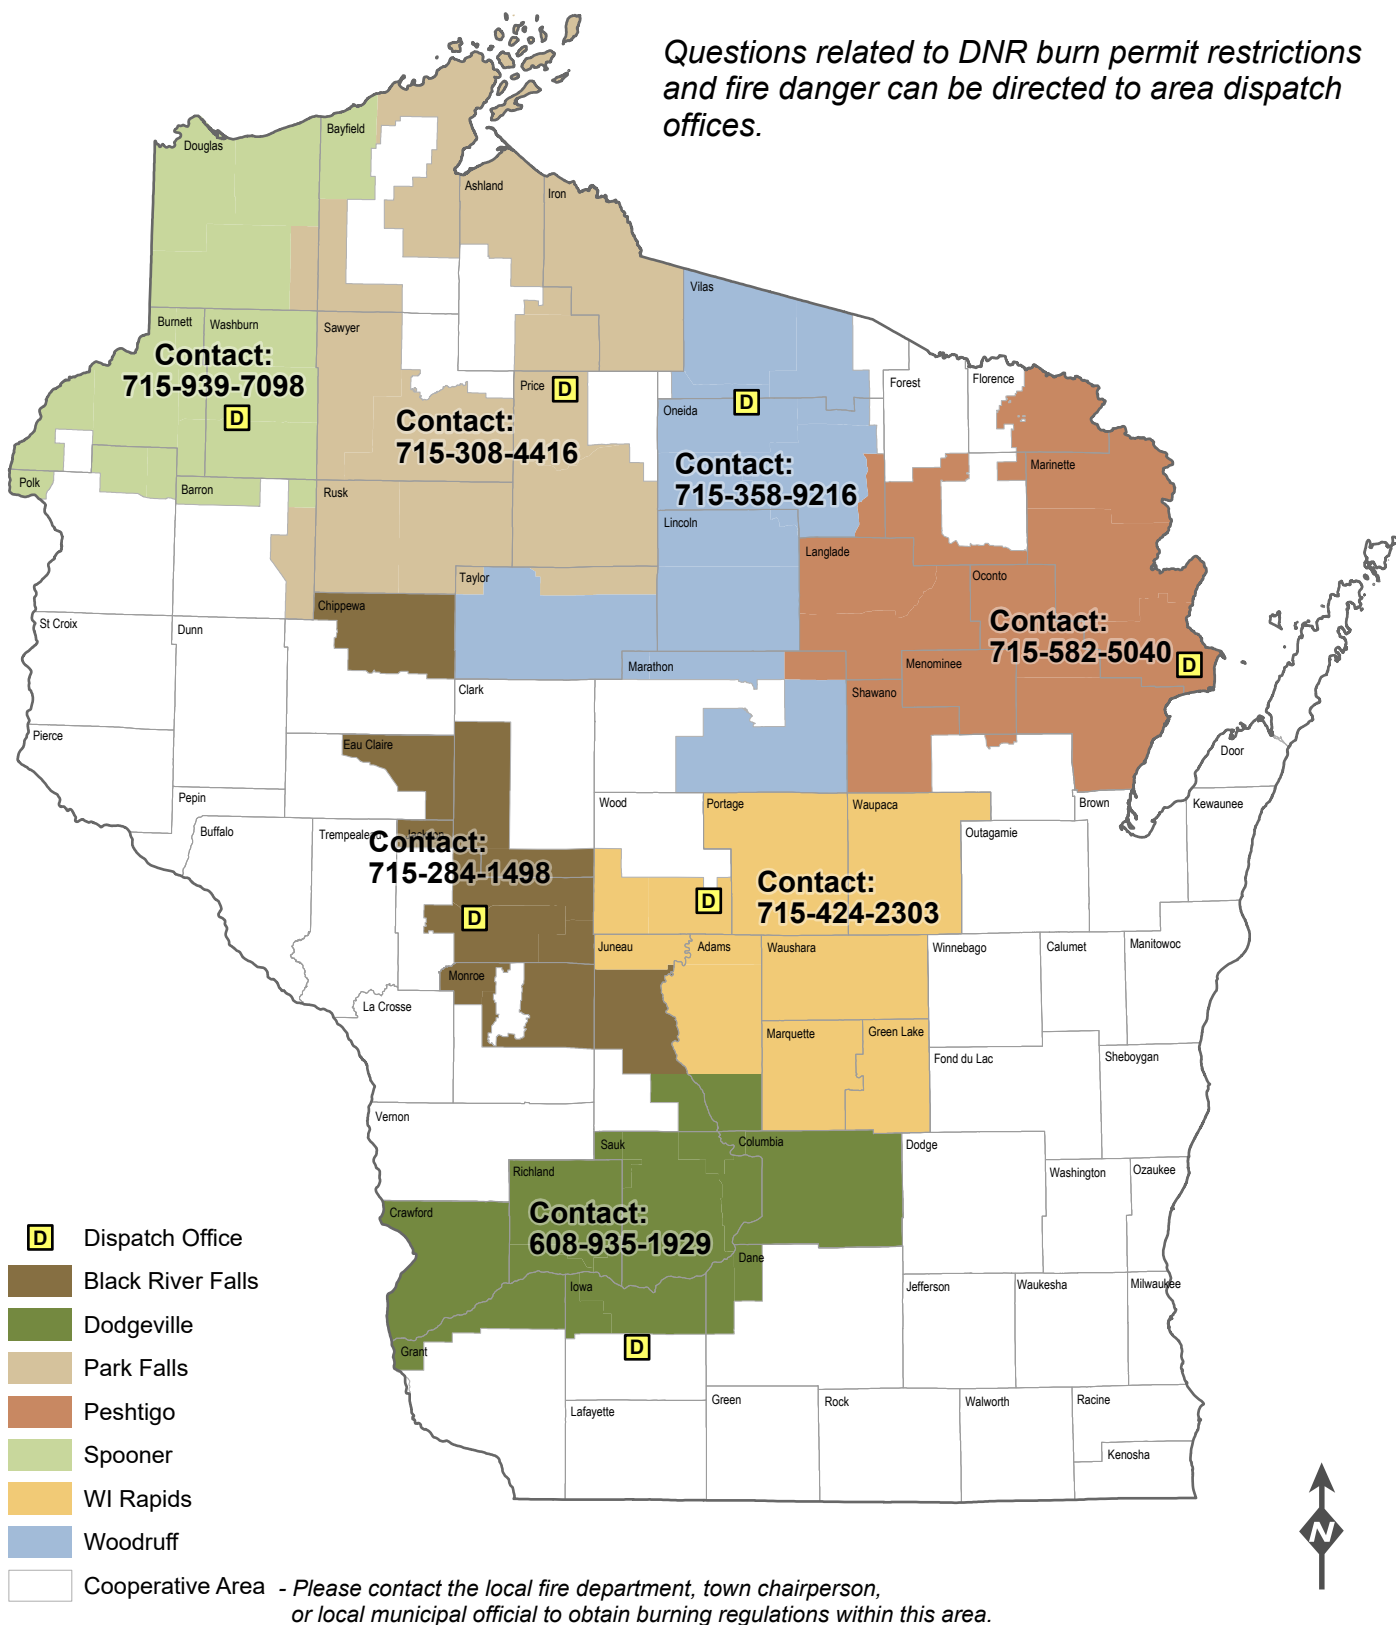 Questions related to DNR burn permit restrictions
and fire danger can be directed to area dispatch
offices.
Bayfield
Douglas
Ashland
Iron
Vilas
Burnett
Washburn
Sawyer
Contact:
715-939-7098
D
Price
D
D
Forest
Florence
Oneida
Contact:
715-308-4416
Contact:
715-358-9216
Marinette
Polk
Barron
Rusk
Lincoln
Langlade
Taylor
Oconto
Chippewa
St Croix
Dunn
Contact:
715-582-5040
D
Marathon
Menominee
Clark
Shawano
Pierce
Eau Claire
Door
Pepin
Wood
Portage
Waupaca
Brown
Kewaunee
Buffalo
Trempealeau
Jackson
Outagamie
Contact:
715-284-1498
D
Contact:
715-424-2303
D
Juneau
Adams
Waushara
Winnebago
Calumet
Manitowoc
Monroe
La Crosse
Marquette
Green Lake
Fond du Lac
Sheboygan
Vernon
Sauk
Columbia
Dodge
Richland
Washington
Ozaukee
Crawford
Contact:
608-935-1929
Dane
Iowa
Jefferson
Waukesha
Milwaukee
D
Grant
Lafayette
Green
Rock
Walworth
Racine
Kenosha
D Dispatch Office
Black River Falls
Dodgeville
Park Falls
Peshtigo
Spooner
WI Rapids
Woodruff
Cooperative Area - Please contact the local fire department, town chairperson,
or local municipal official to obtain burning regulations within this area.
N